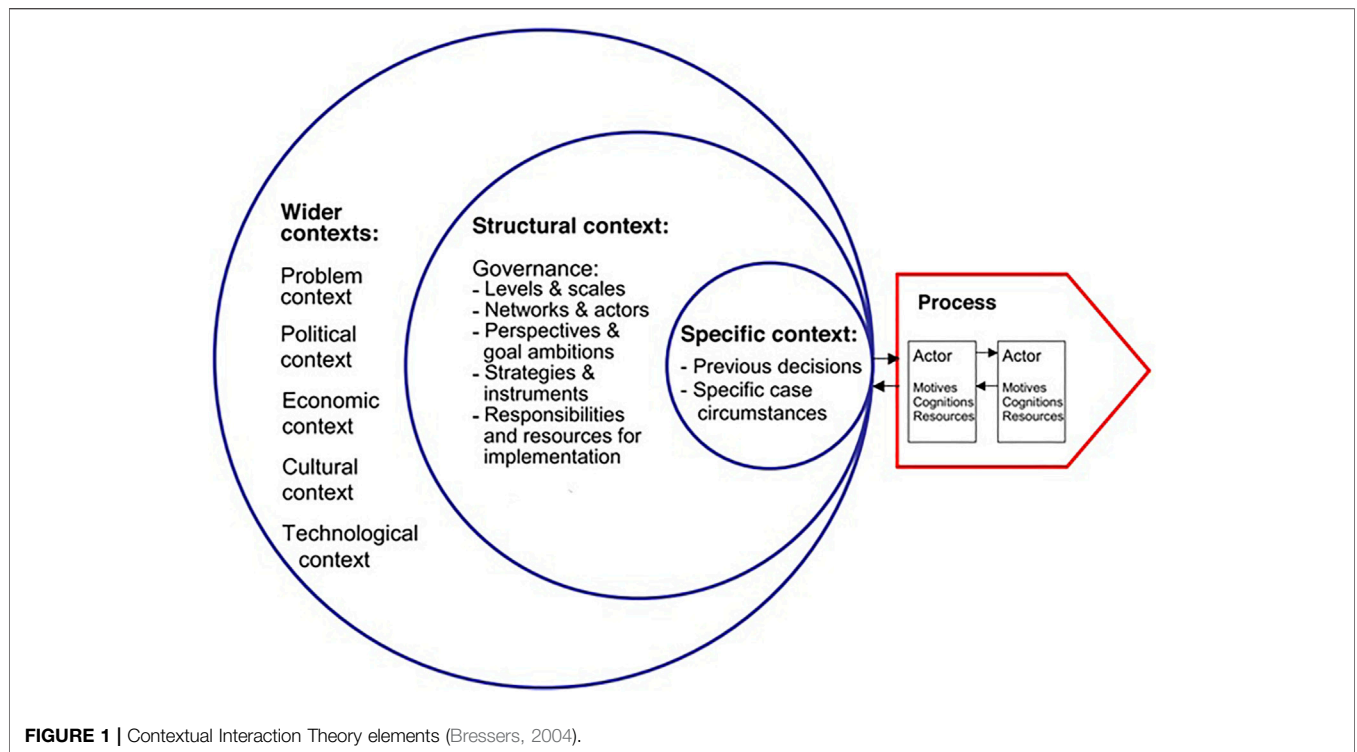 Wider
contexts:
Problem
context
Political
context
Economic
context
Cultural
context
Technological
context
Structural context:
Governance:
- Levels & scales
- Networks & actors
- Perspectives &
goal ambitions
- Strategies &
instruments
- Responsibilities
and resources for
implementation
Specific context:
- Previous decisions
- Specific case
circumstances
Process
Actor
Motives
Cognitions
Resources
Actor
Motives
Cognitions
Resources
FIGURE 1 | Contextual Interaction Theory elements (Bressers, 2004).